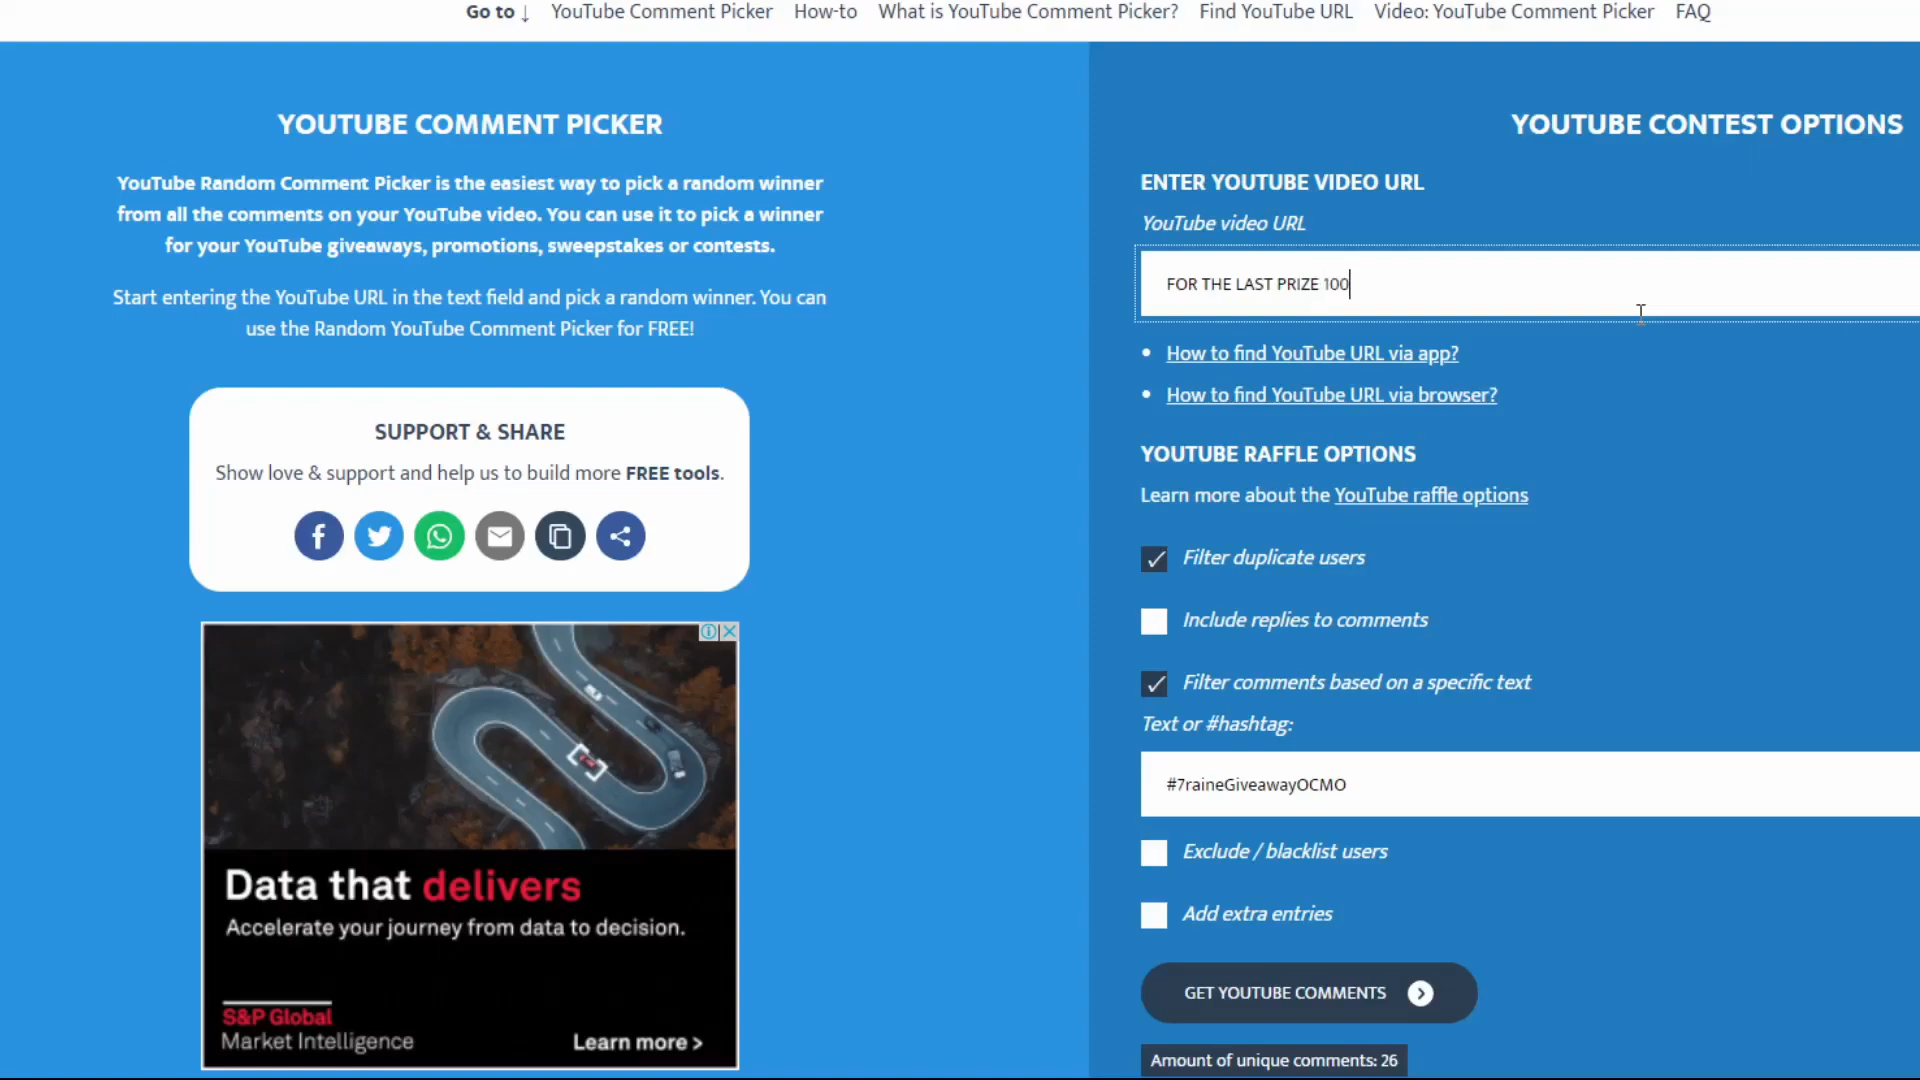 Go to ↓ YouTube Comment Picker How-to What is YouTube Comment Picker? Find YouTube URL Video: YouTube Comment Picker FAQ
YOUTUBE COMMENT PICKER
YouTube Random Comment Picker is the easiest way to pick a random winner
from all the comments on your YouTube video. You can use it to pick a winner
for your YouTube giveaways, promotions, sweepstakes or contests.
Start entering the YouTube URL in the text field and pick a random winner. You can
use the Random YouTube Comment Picker for FREE!
SUPPORT & SHARE
Show love & support and help us to build more FREE tools.
Data that delivers
Accelerate your journey from data to decision.
S&P Global
Market Intelligence
Learn more >
YOUTUBE CONTEST OPTIONS
ENTER YOUTUBE VIDEO URL
YouTube video URL
FOR THE LAST PRIZE 100
• How to find YouTube URL via app?
• How to find YouTube URL via browser?
YOUTUBE RAFFLE OPTIONS
Learn more about the YouTube raffle options
Filter duplicate users
Include replies to comments
Filter comments based on a specific text
Text or #hashtag:
#7raineGiveawayOCMO
Exclude / blacklist users
Add extra entries
GET YOUTUBE COMMENTS
Amount of unique comments: 26